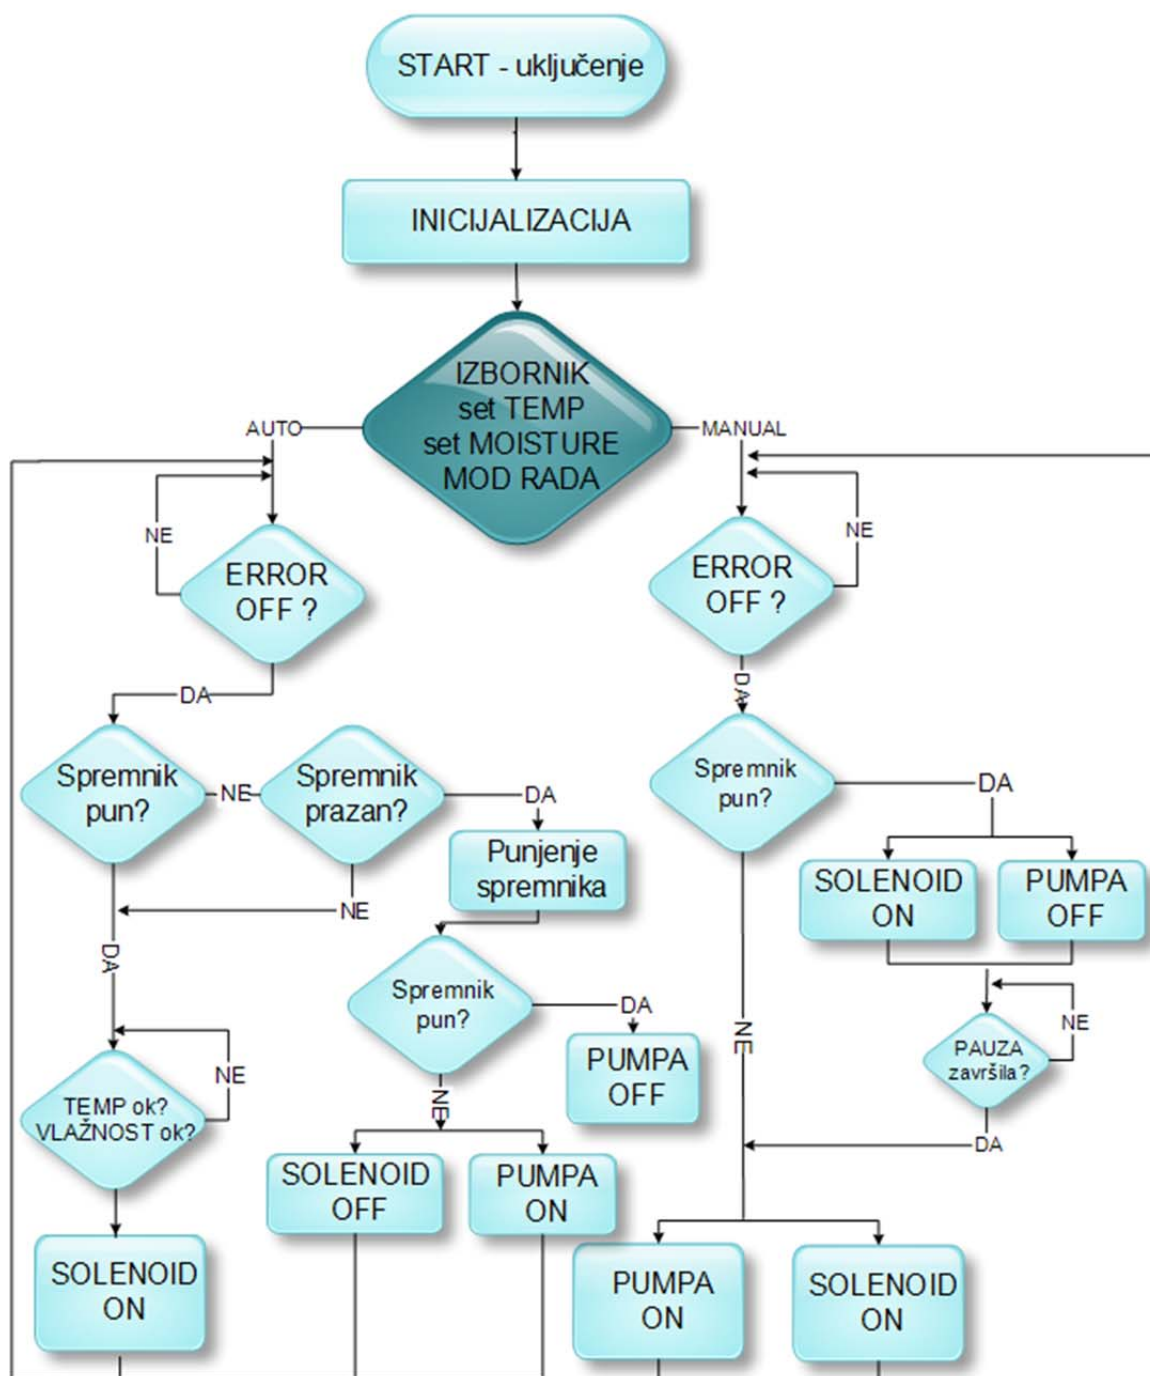 START - uključenje
INICIJALIZACIJA
IZBORNIK
set TEMP
set MOISTURE
MOD RADA
AUTO
MANUAL
NE
ERROR
OFF ?
NE
ERROR
OFF ?
DA
DA
Spremnik
pun?
NE
Spremnik
prazan?
DA
Spremnik
pun?
DA
Punjenje
spremnika
SOLENOID
ON
PUMPA
OFF
NE
DA
Spremnik
pun?
DA
NE
NE
PAUZA
završila?
NE
PUMPA
OFF
TEMP ok?
VLAŽNOST ok?
NE
DA
SOLENOID
OFF
PUMPA
ON
SOLENOID
ON
PUMPA
ON
SOLENOID
ON